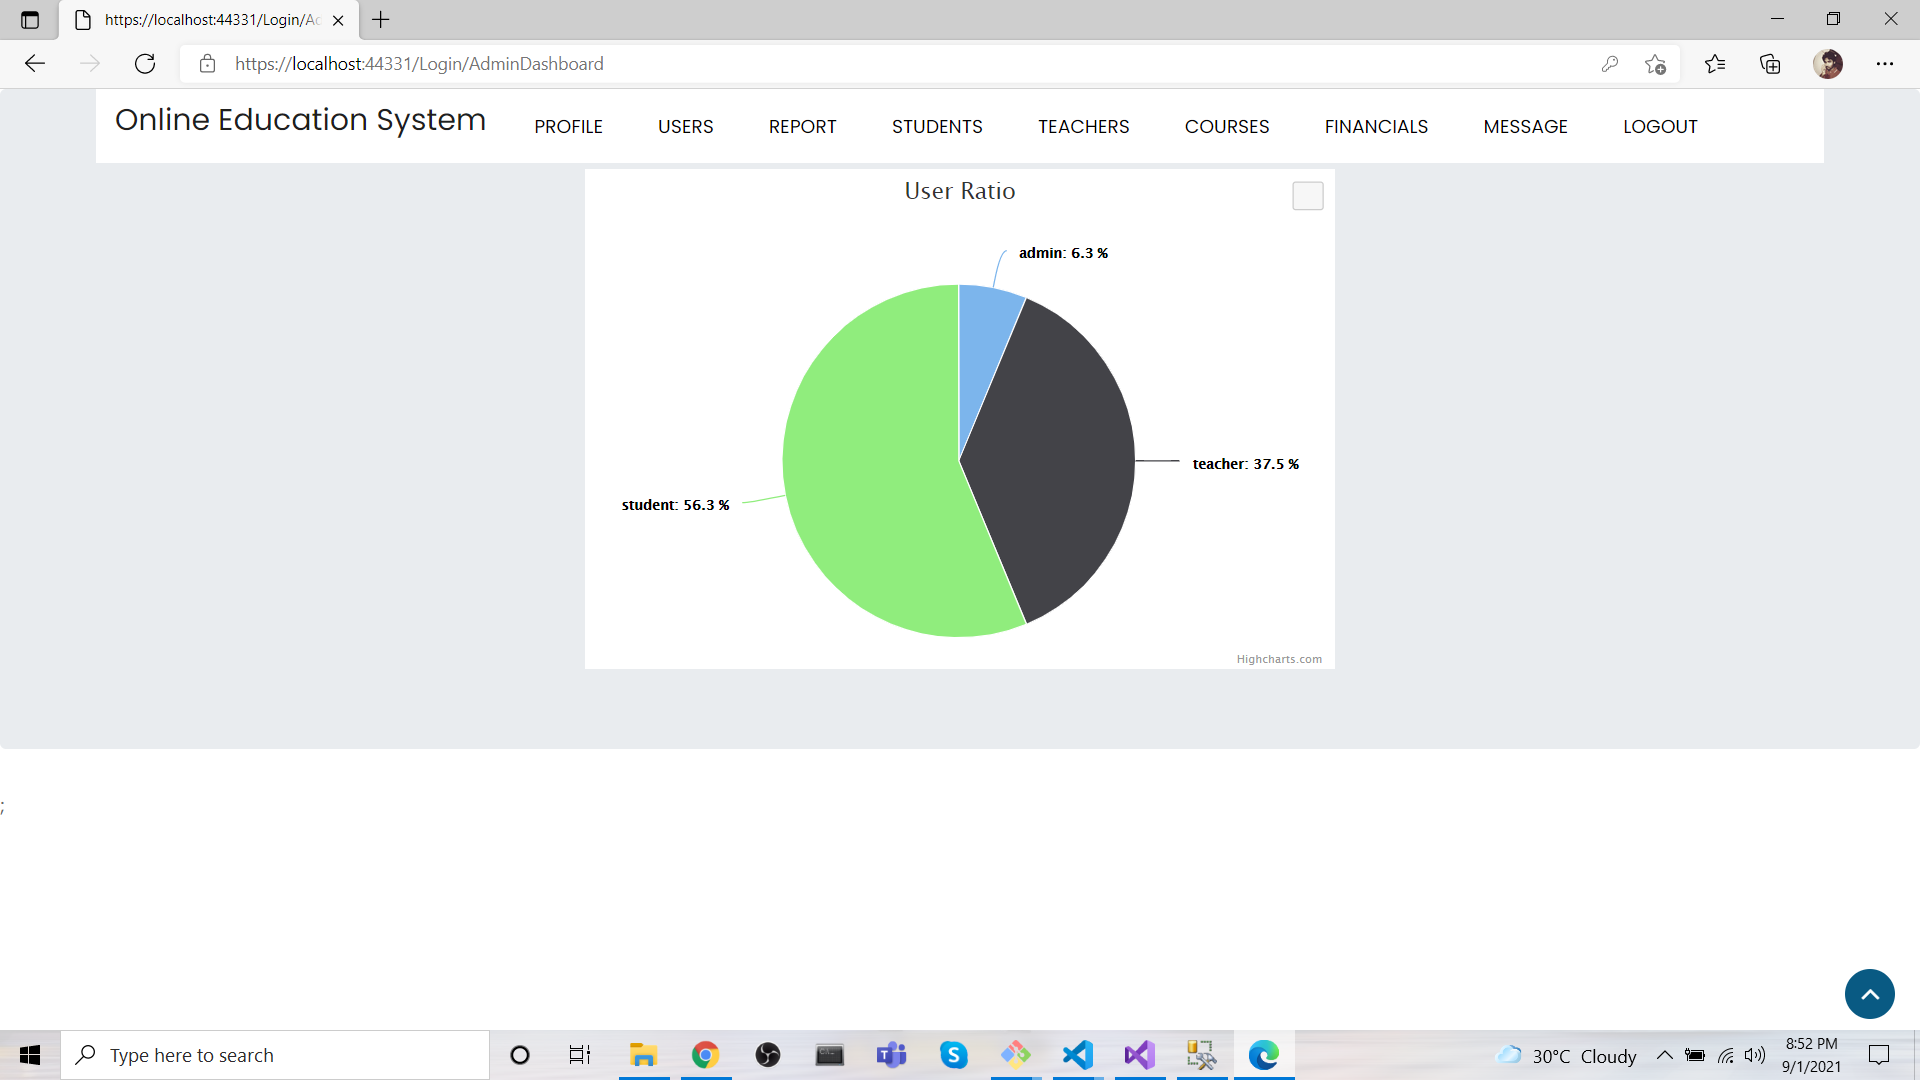 https://localhost:44331/Login/Ac
https://localhost:44331/Login/AdminDashboard
Online Education System PROFILE USERS REPORT STUDENTS TEACHERS COURSES FINANCIALS MESSAGE LOGOUT
User Ratio
admin: 6.3 %
teacher: 37.5 %
student: 56.3 %
Highcharts.com
;
Type here to search
30°C Cloudy
8:52 PM
9/1/2021